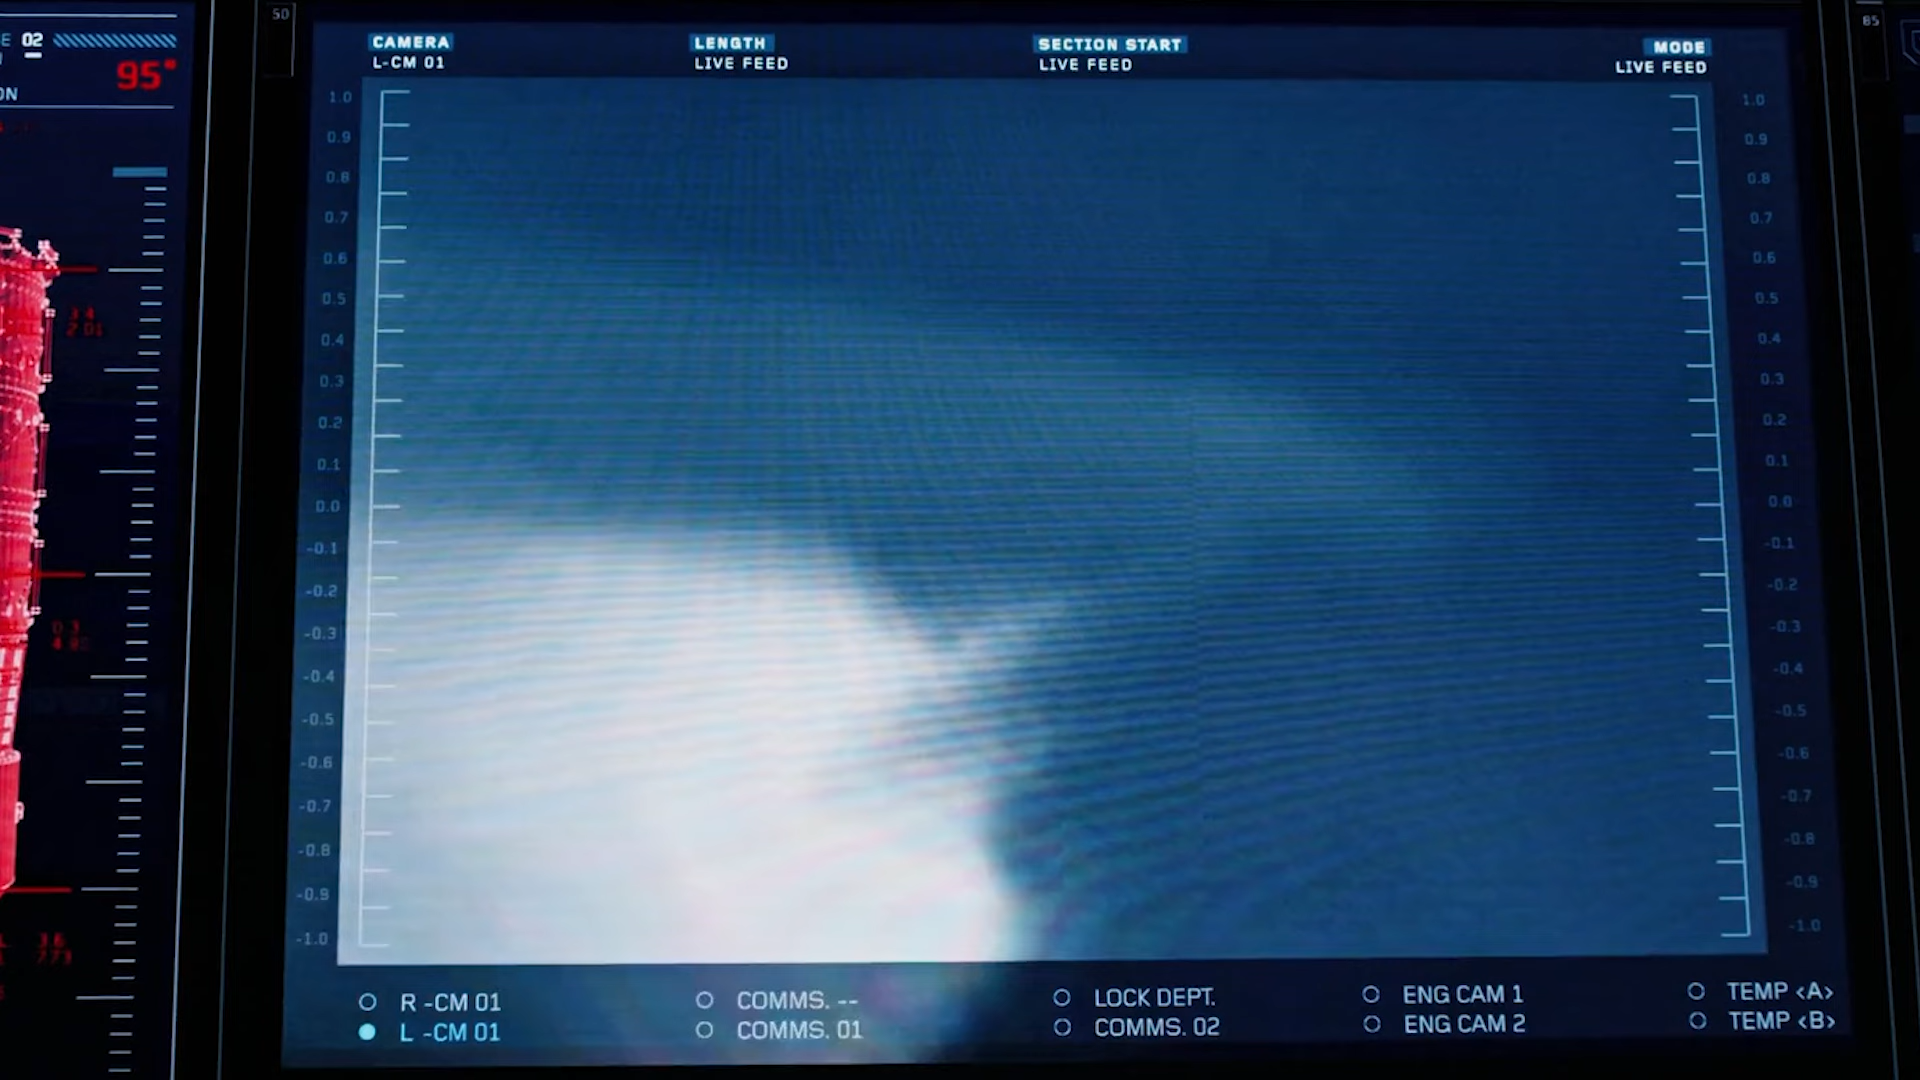 50
85
02
95°
ON
CAMERA
L-CM 01
LENGTH
LIVE FEED
SECTION START
LIVE FEED
MODE
LIVE FEED
1.0 1.0
0.9 0.9
0.8 0.8
0.7 0.7
0.6 0.6
0.5 0.5
0.4 0.4
0.3 0.3
0.2 0.2
0.1 0.1
0.0 0.0
-0.1 -0.1
-0.2 -0.2
-0.3 -0.3
-0.4 -0.4
-0.5 -0.5
-0.6 -0.6
-0.7 -0.7
-0.8 -0.8
-0.9 -0.9
-1.0 -1.0
R -CM 01
L -CM 01
COMMS. --
COMMS. 01
LOCK DEPT.
COMMS. 02
ENG CAM 1
ENG CAM 2
TEMP <A>
TEMP <B>